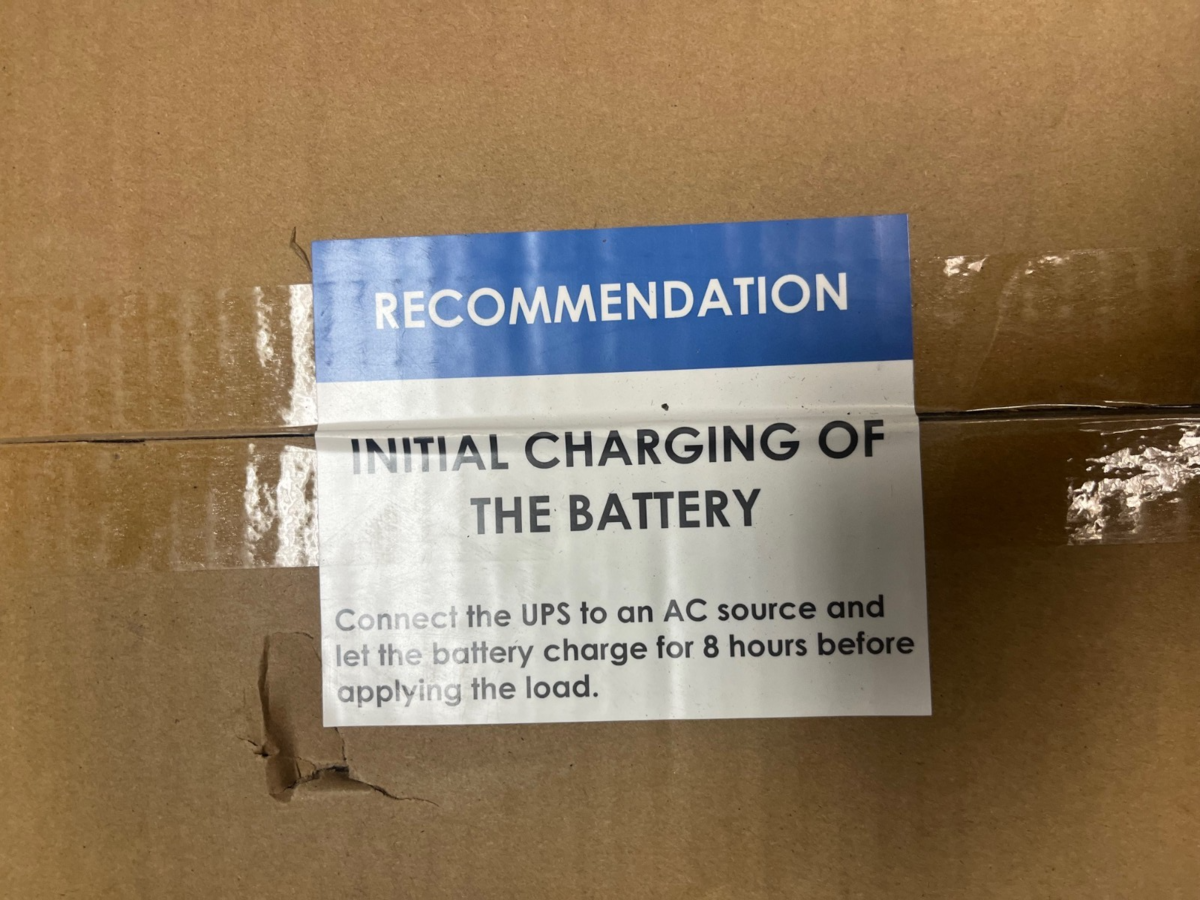 RECOMMENDATION
INITIAL CHARGING OF
THE BATTERY
Connect the UPS to an AC source and
let the battery charge for 8 hours before
applying the load.